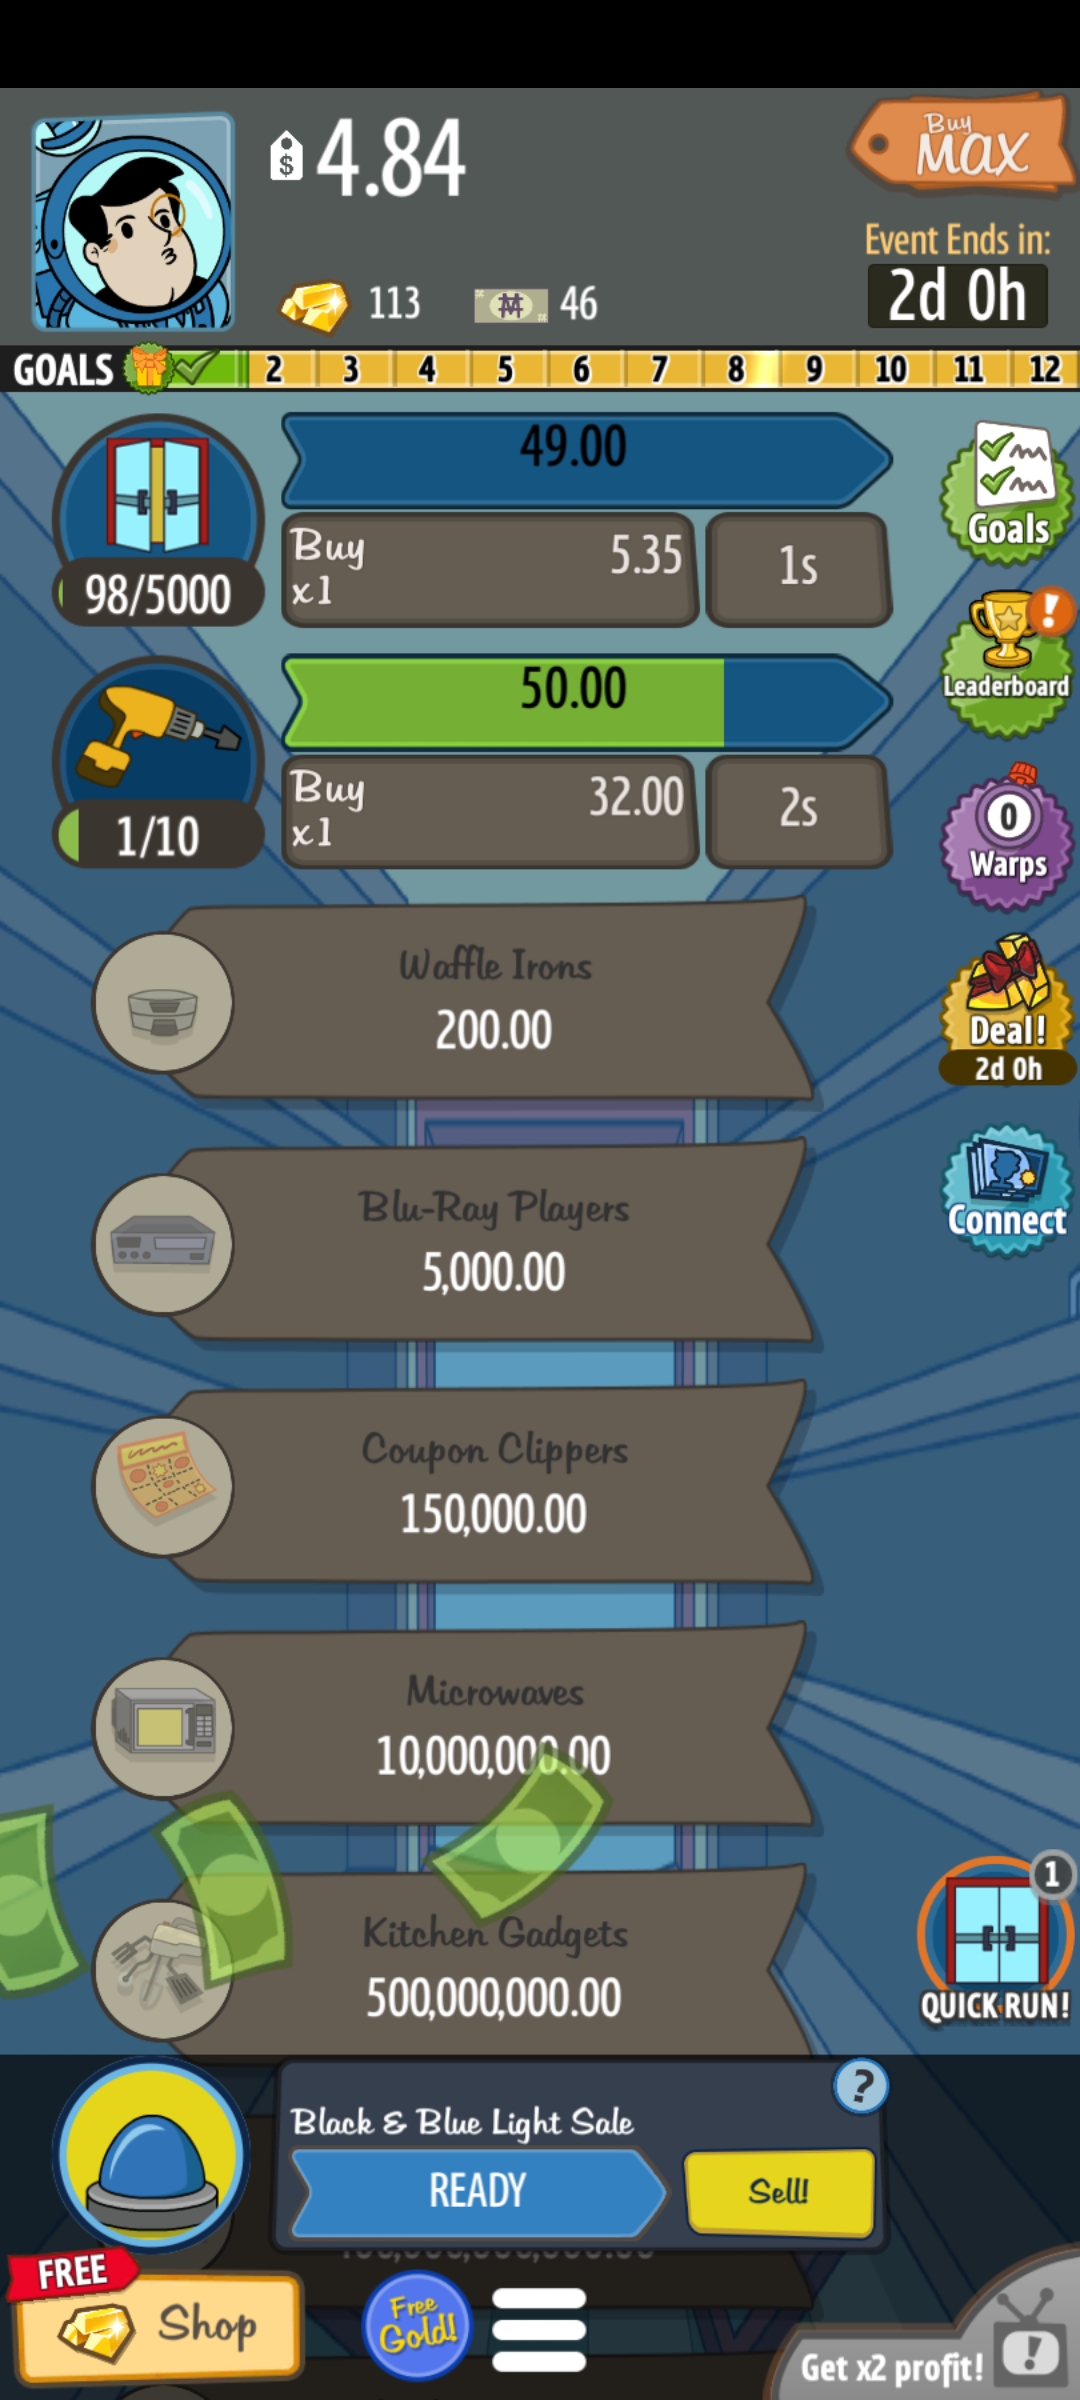 $ 4.84
Buy
MAX
113
46
Event Ends in:
2d 0h
GOALS 2 3 4 5 6 7 8 9 10 11 12
49.00
Buy
x1
5.35
1s
98/5000
Goals
50.00
Buy
x1
32.00
2s
1/10
!
Leaderboard
0
Warps
Waffle Irons
200.00
Deal!
2d 0h
Blu-Ray Players
5,000.00
Connect
Coupon Clippers
150,000.00
Microwaves
10,000,000.00
Kitchen Gadgets
500,000,000.00
1
QUICK RUN!
?
Black & Blue Light Sale
READY
Sell!
FREE
Shop
Free
Gold!
Get x2 profit!
!